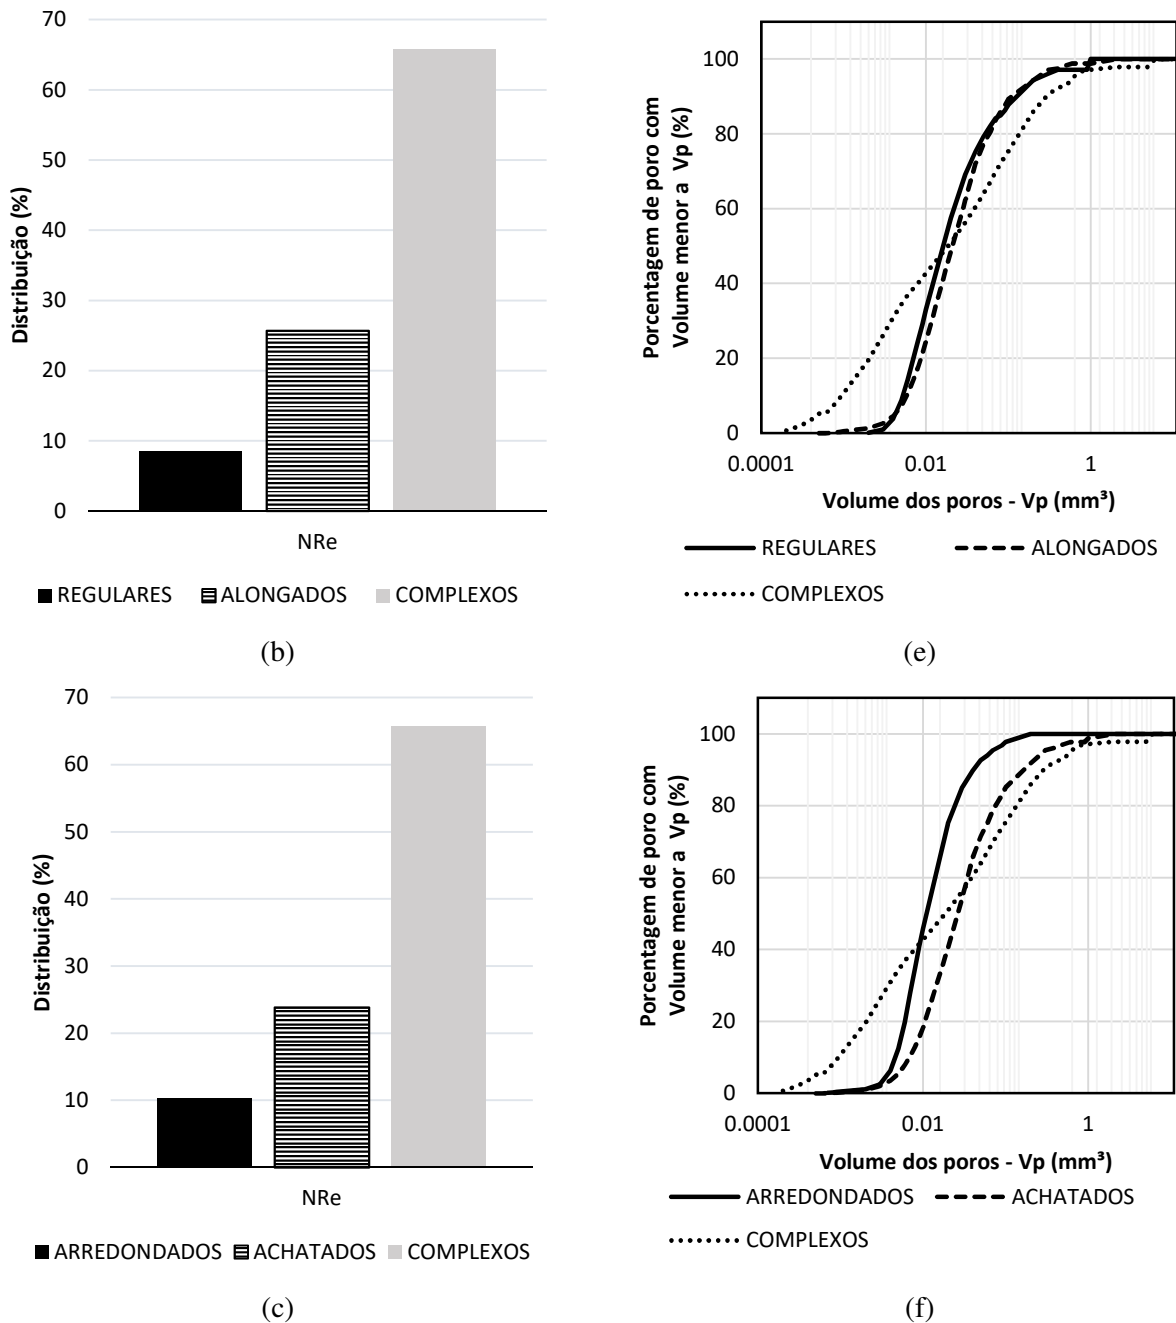 70
60
50
40
30
20
10
0
Distribuição (%)
NRe
REGULARES ALONGADOS COMPLEXOS
(b)
100
80
60
40
20
0
Porcentagem de poro com
Volume menor a Vp (%)
0.0001 0.01 1
Volume dos poros - Vp (mm³)
REGULARES ALONGADOS
COMPLEXOS
(e)
70
60
50
40
30
20
10
0
Distribuição (%)
NRe
ARREDONDADOS ACHATADOS COMPLEXOS
(c)
100
80
60
40
20
0
Porcentagem de poro com
Volume menor a Vp (%)
0.0001 0.01 1
Volume dos poros - Vp (mm³)
ARREDONDADOS ACHATADOS
COMPLEXOS
(f)